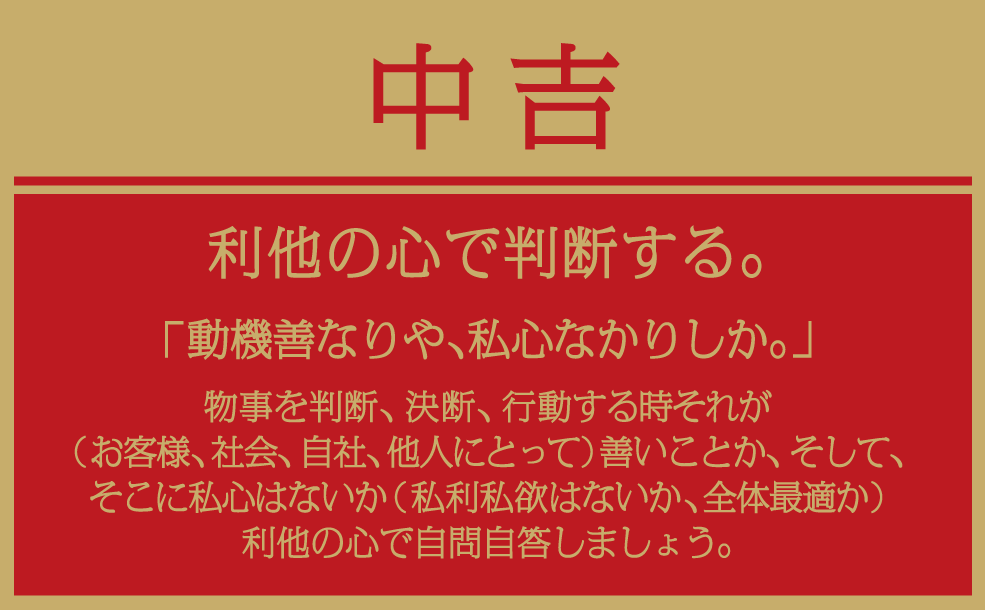 中吉
利他の心で判断する。
「動機善なりや、私心なかりしか。」
物事を判断、決断、行動する時それが
（お客様、社会、自社、他人にとって）善いことか、そして、
そこに私心はないか（私利私欲はないか、全体最適か）
利他の心で自問自答しましょう。